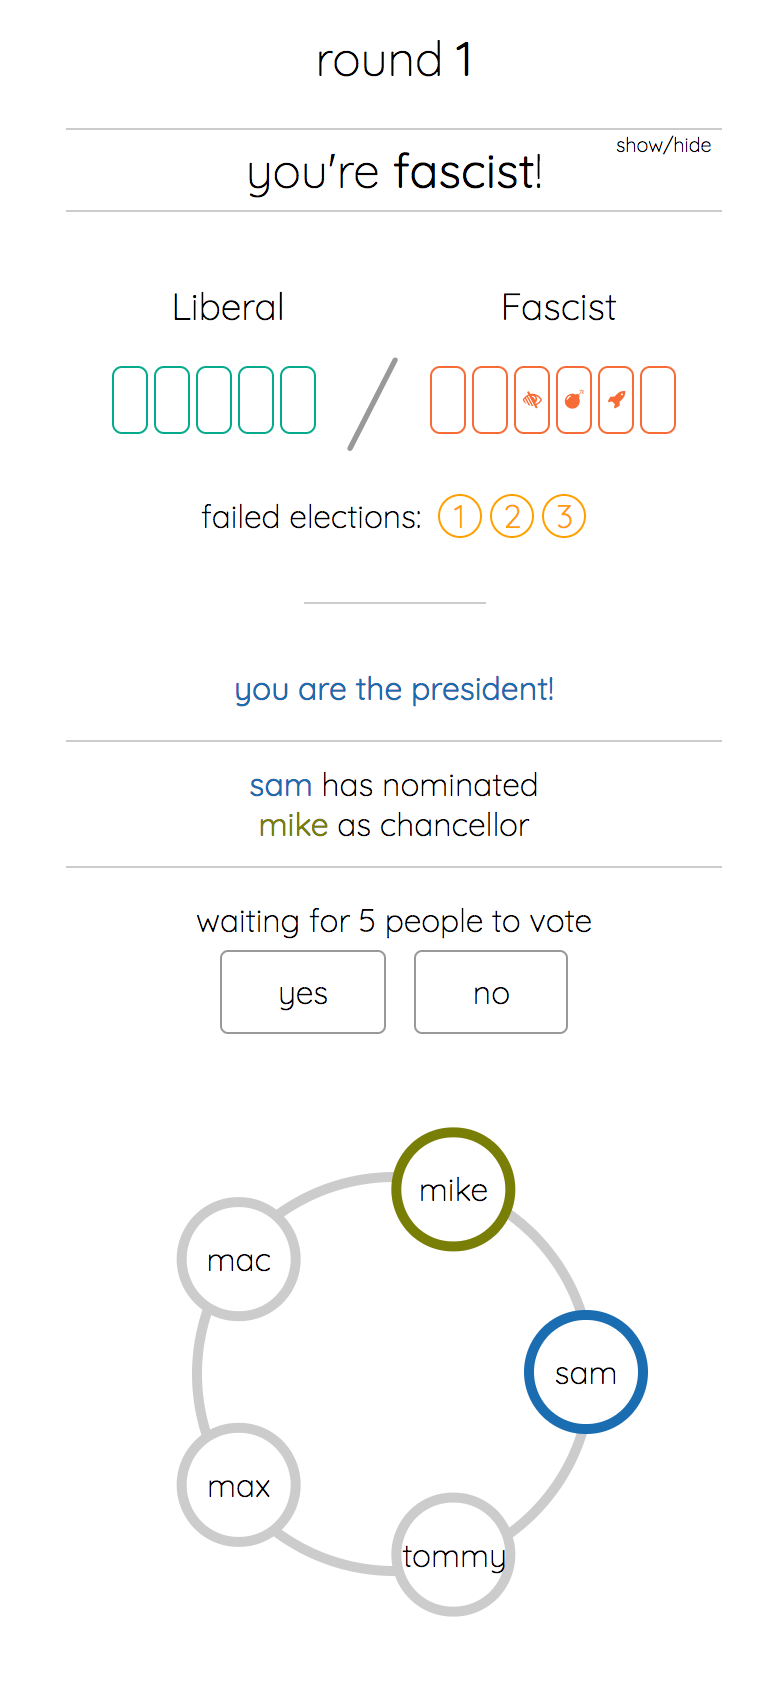 round 1
show/hide
you're fascist!
Liberal
Fascist
failed elections: 1 2 3
you are the president!
sam has nominated
mike as chancellor
waiting for 5 people to vote
yes
no
mike
mac
sam
max
tommy